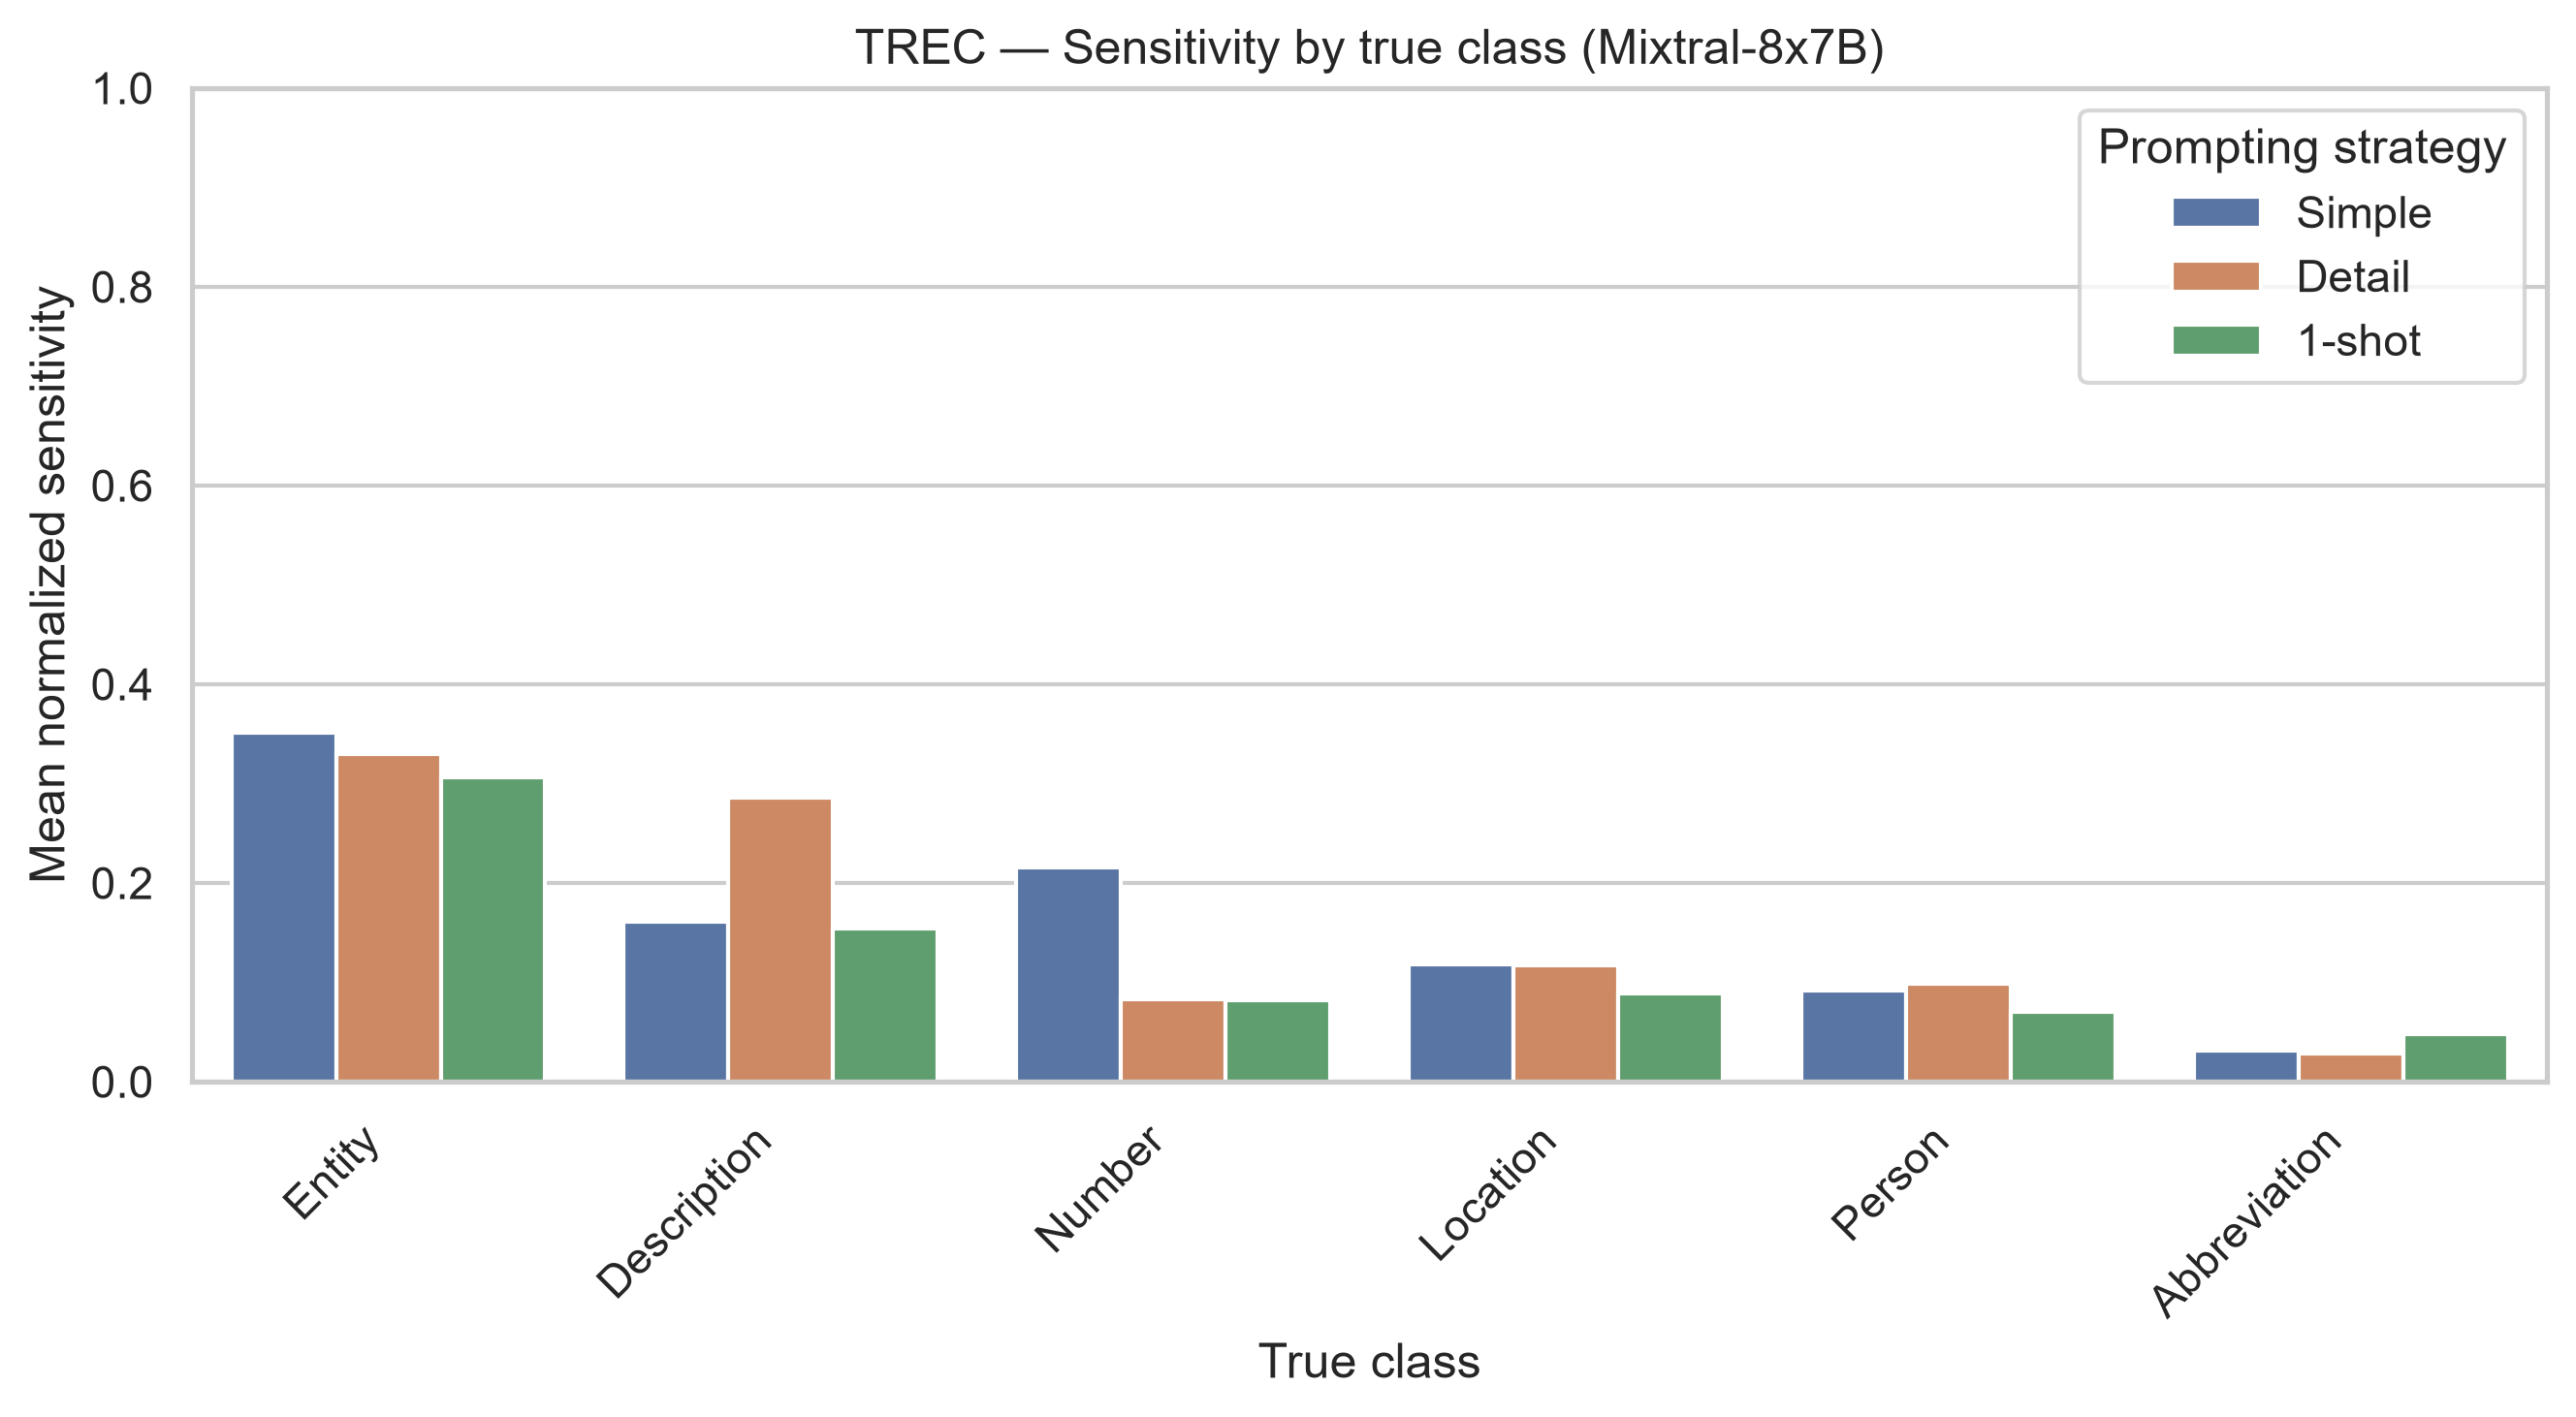 TREC — Sensitivity by true class (Mixtral-8x7B)
Mean normalized sensitivity
1.0
0.8
0.6
0.4
0.2
0.0
Prompting strategy
Simple
Detail
1-shot
Entity
Description
Number
Location
Person
Abbreviation
True class